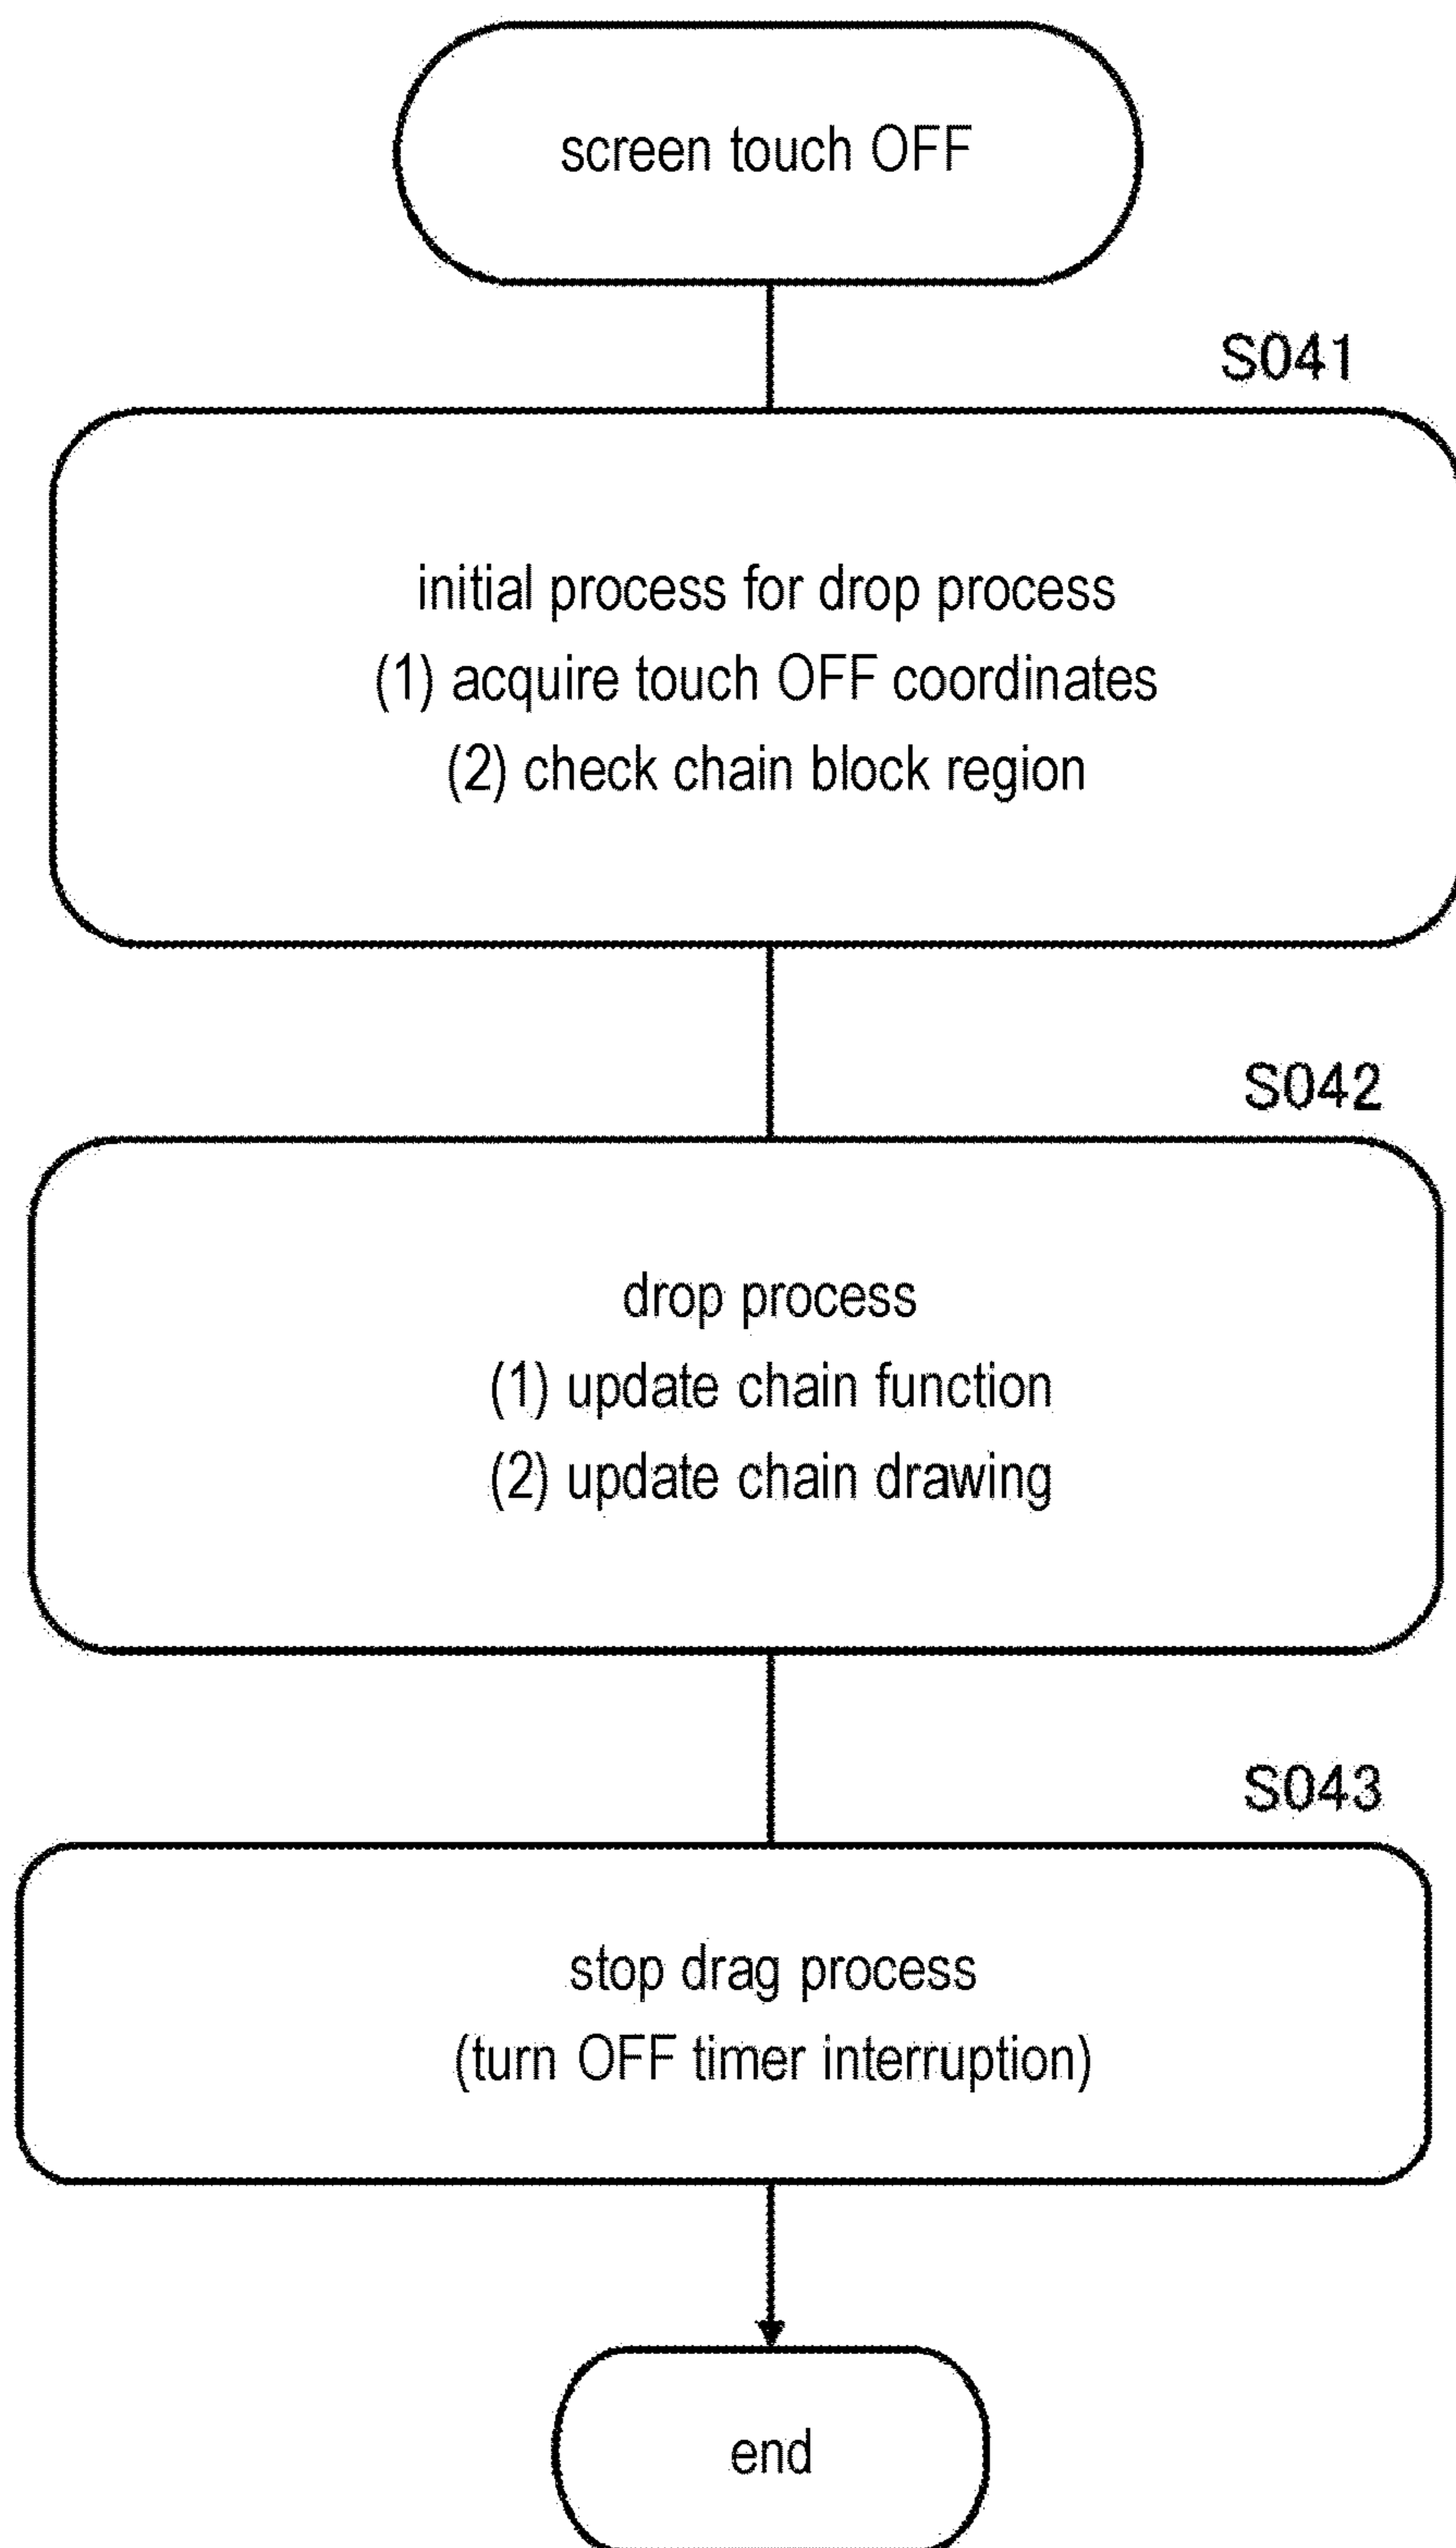 screen touch OFF
S041
initial process for drop process
(1) acquire touch OFF coordinates
(2) check chain block region
S042
drop process
(1) update chain function
(2) update chain drawing
S043
stop drag process
(turn OFF timer interruption)
end